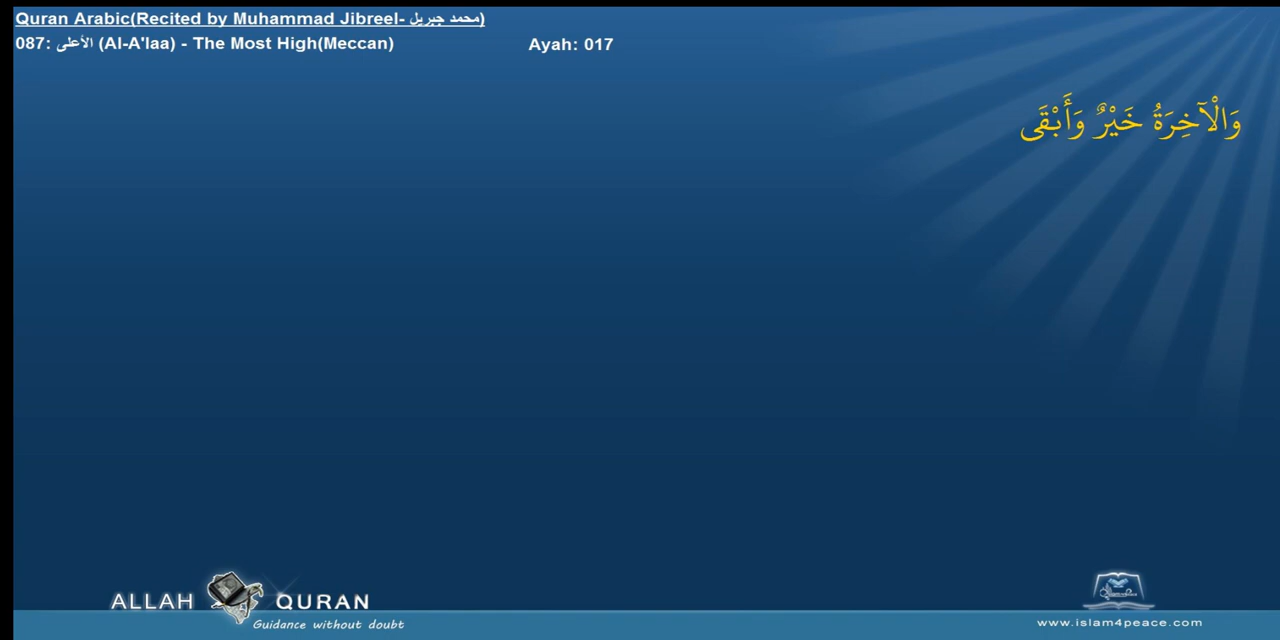 Quran Arabic(Recited by Muhammad Jibreel- محمد جبريل)
087: الأعلى (Al-A'laa) - The Most High(Meccan) Ayah: 017
وَالْآخِرَةُ خَيْرٌ وَأَبْقَى
ALLAH QURAN
Guidance without doubt
www.islam4peace.com